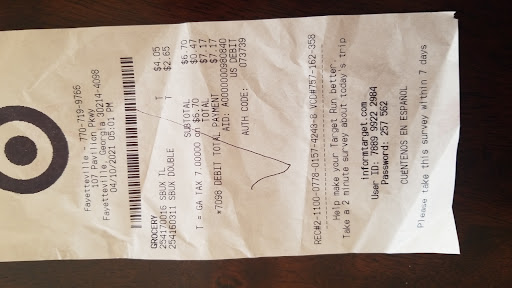 Fayetteville - 770-719-9766
107 Pavilion Pkwy
Fayetteville, Georgia 30214-4098
04/10/2021 05:01 PM
GROCERY
254170016 SBUX TL T $4.05
254160311 SBUX DOUBLE T $2.65
SUBTOTAL $6.70
T = GA TAX 7.00000 on $6.70 $0.47
TOTAL $7.17
*7098 DEBIT TOTAL PAYMENT $7.17
AID: A0000000980840
US DEBIT
AUTH CODE: 073739
REC#2-1100-0778-0157-4249-8 VCD#757-162-358
Help make your Target Run better.
Take a 2 minute survey about today's trip
informtarget.com
User ID: 7689 9922 2984
Password: 257 562
CUÉNTENOS EN ESPAÑOL
Please take this survey within 7 days